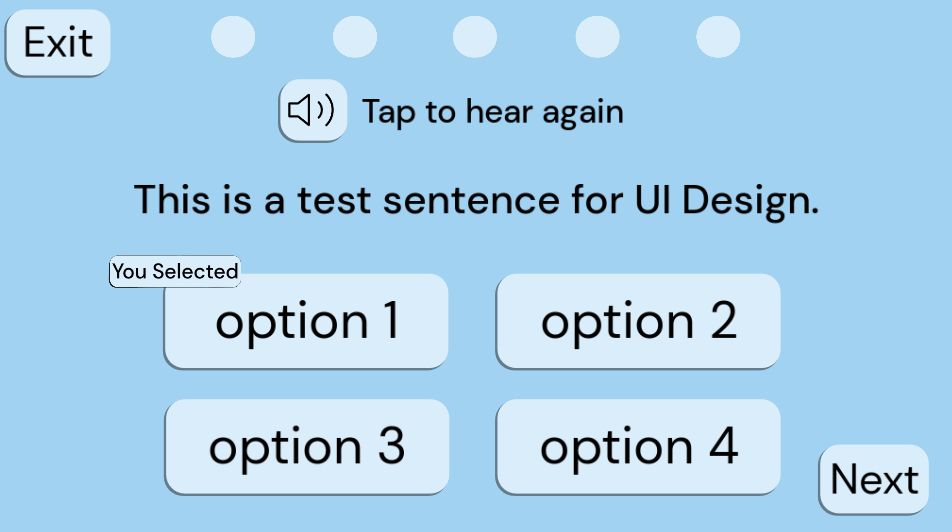 Exit
Tap to hear again
This is a test sentence for UI Design.
You Selected
option 1
option 2
option 3
option 4
Next